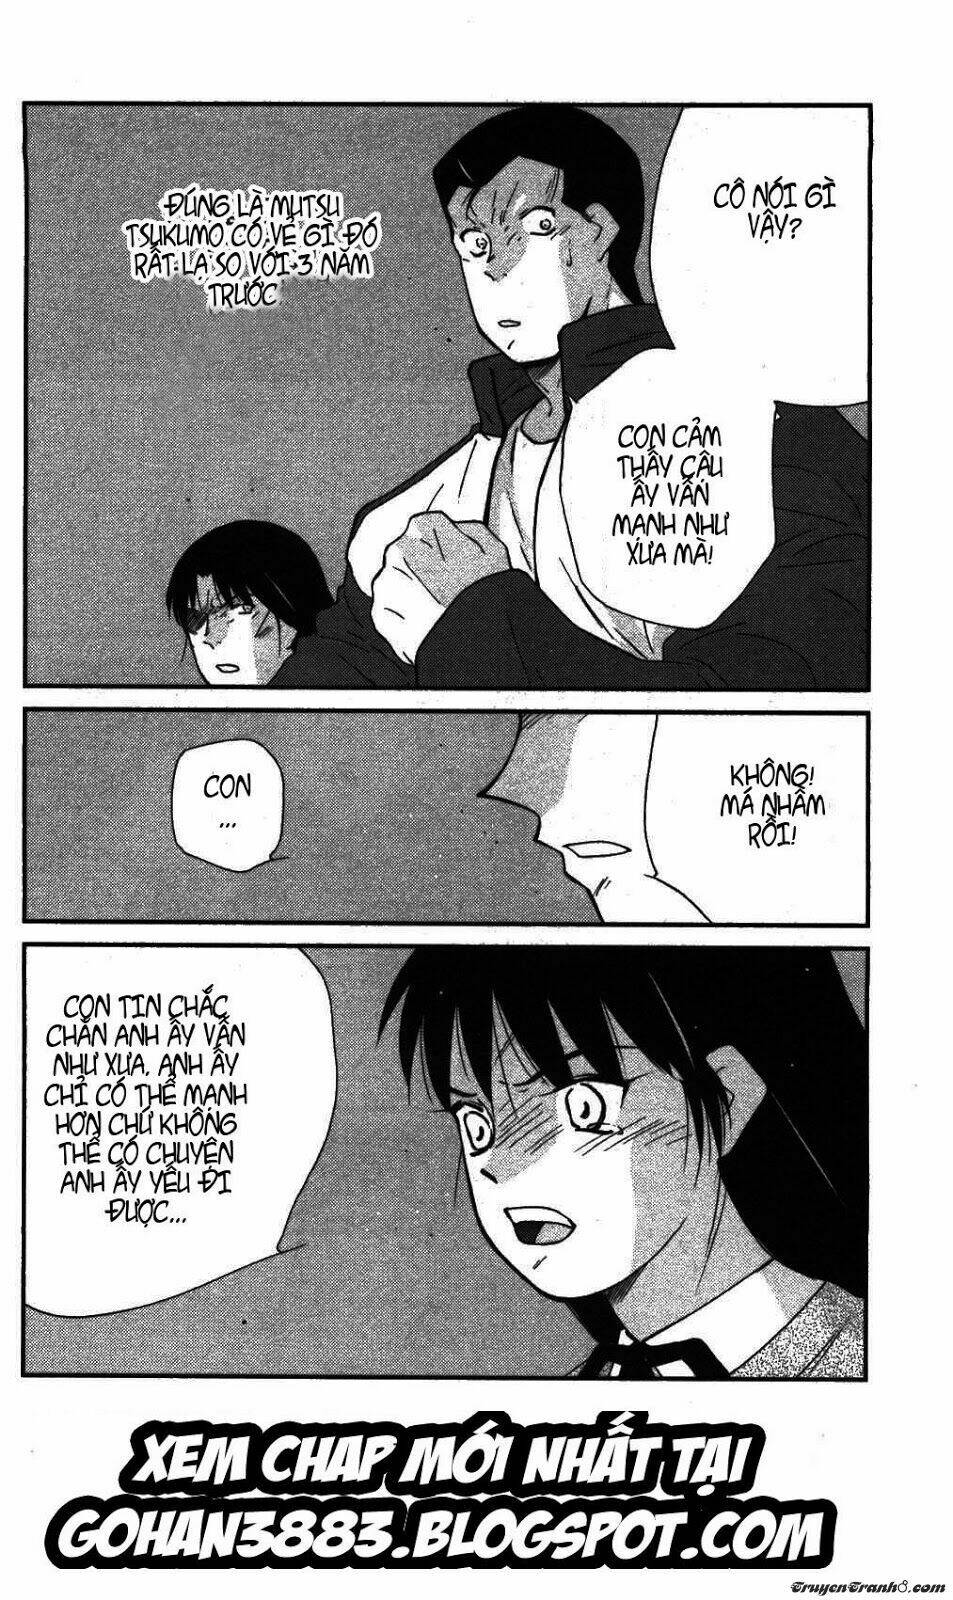 CÔ NÓI GÌ
VẬY?
CON CẢM
THẤY CẬU
ẤY VẪN
MẠNH NHƯ
XƯA MÀ!
ĐÚNG LÀ MUTSU
TSUKUMO CÓ VẺ GÌ ĐÓ
RẤT LẠ SO VỚI 3 NĂM
TRƯỚC
KHÔNG!
MÁ NHẦM
RỒI!
CON
...
CON TIN CHẮC
CHẮN ANH ẤY VẪN
NHƯ XƯA. ANH ẤY
CHỈ CÓ THỂ MẠNH
HƠN CHỨ KHÔNG
THỂ CÓ CHUYỆN
ANH ẤY YẾU ĐI
ĐƯỢC...
XEM CHAP MỚI NHẤT TẠI
GOHAN3883.BLOGSPOT.COM
TruyenTranh8.com